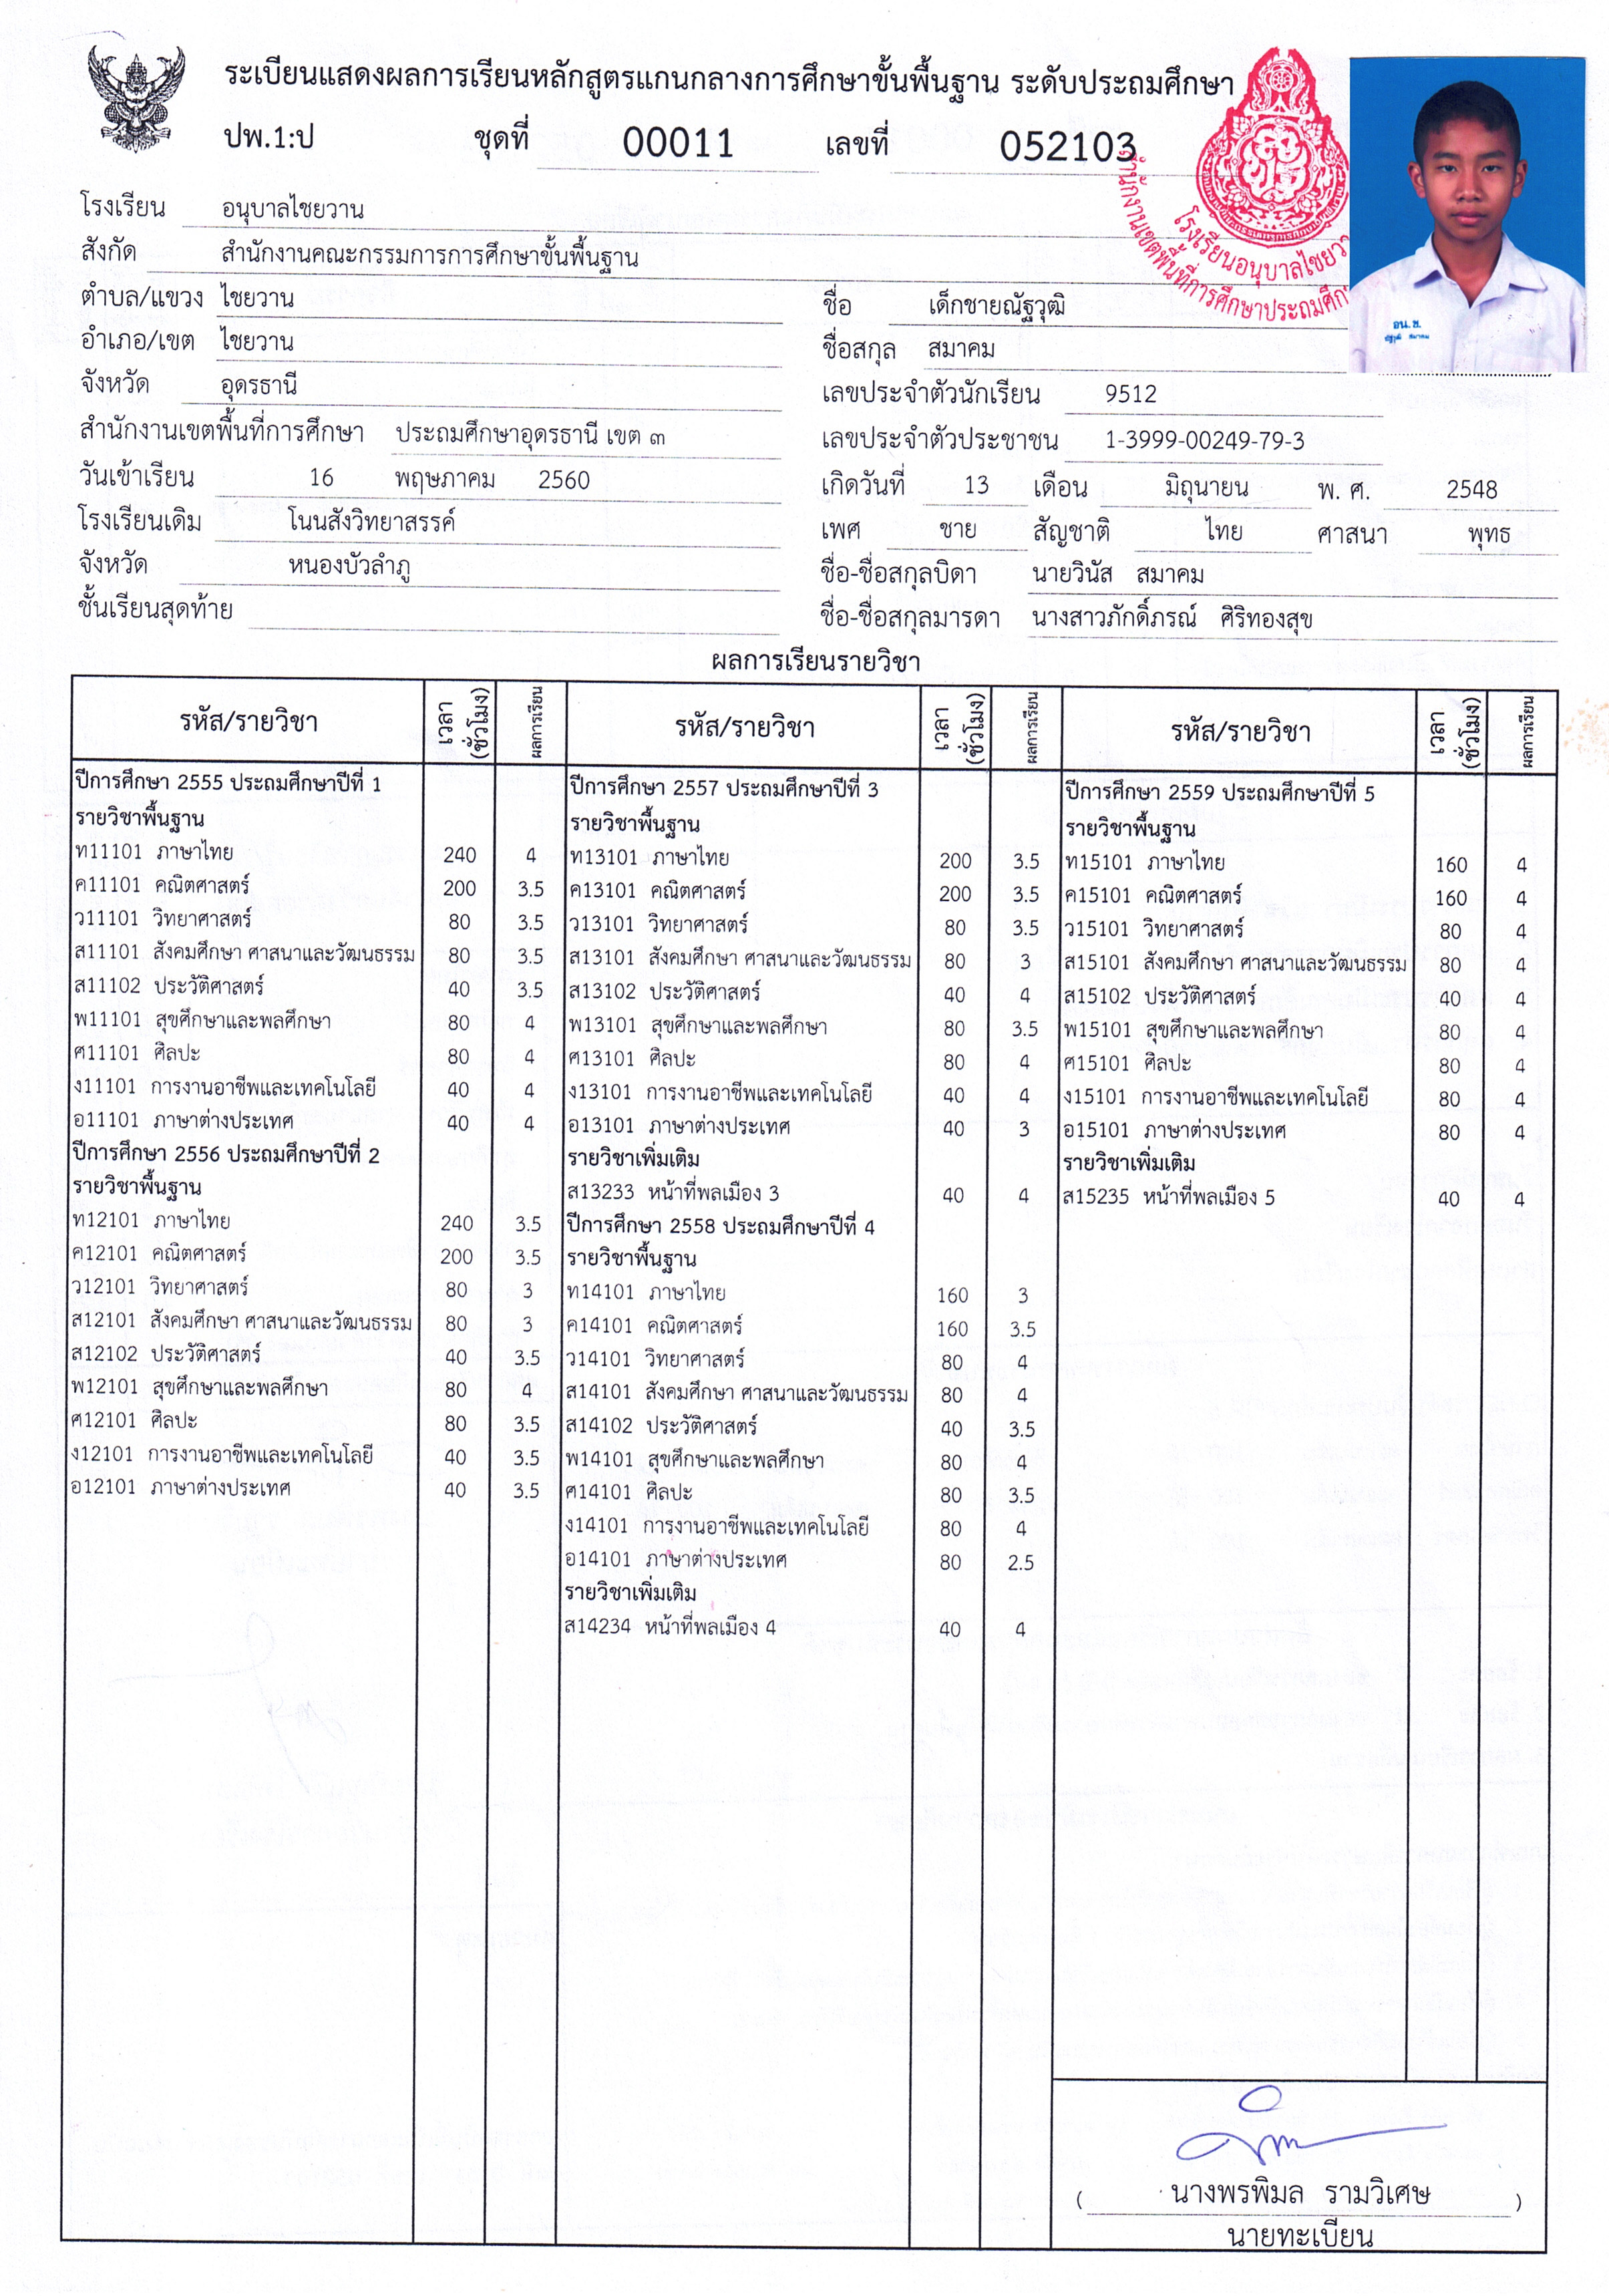 ระเบียนแสดงผลการเรียนหลักสูตรแกนกลางการศึกษาขั้นพื้นฐาน ระดับประถมศึกษา
ปพ.1:ป ชุดที่ 00011 เลขที่ 052103
โรงเรียนอนุบาลไชยวา
สำนักงานเขตพื้นที่การศึกษาประถมศึก
อน.ช.
ณัฐวุฒิ สมาคม
โรงเรียน อนุบาลไชยวาน
สังกัด สำนักงานคณะกรรมการการศึกษาขั้นพื้นฐาน
ตำบล/แขวง ไชยวาน
อำเภอ/เขต ไชยวาน
จังหวัด อุดรธานี
สำนักงานเขตพื้นที่การศึกษา ประถมศึกษาอุดรธานี เขต ๓
วันเข้าเรียน 16 พฤษภาคม 2560
โรงเรียนเดิม โนนสังวิทยาสรรค์
จังหวัด หนองบัวลำภู
ชั้นเรียนสุดท้าย
ชื่อ เด็กชายณัฐวุฒิ
ชื่อสกุล สมาคม
เลขประจำตัวนักเรียน 9512
เลขประจำตัวประชาชน 1-3999-00249-79-3
เกิดวันที่ 13 เดือน มิถุนายน พ. ศ. 2548
เพศ ชาย สัญชาติ ไทย ศาสนา พุทธ
ชื่อ-ชื่อสกุลบิดา นายวินัส สมาคม
ชื่อ-ชื่อสกุลมารดา นางสาวภักดิ์ภรณ์ ศิริทองสุข
ผลการเรียนรายวิชา
รหัส/รายวิชา เวลา (ชั่วโมง) ผลการเรียน
ปีการศึกษา 2555 ประถมศึกษาปีที่ 1
รายวิชาพื้นฐาน
ท11101 ภาษาไทย 240 4
ค11101 คณิตศาสตร์ 200 3.5
ว11101 วิทยาศาสตร์ 80 3.5
ส11101 สังคมศึกษา ศาสนาและวัฒนธรรม 80 3.5
ส11102 ประวัติศาสตร์ 40 3.5
พ11101 สุขศึกษาและพลศึกษา 80 4
ศ11101 ศิลปะ 80 4
ง11101 การงานอาชีพและเทคโนโลยี 40 4
อ11101 ภาษาต่างประเทศ 40 4
ปีการศึกษา 2556 ประถมศึกษาปีที่ 2
รายวิชาพื้นฐาน
ท12101 ภาษาไทย 240 3.5
ค12101 คณิตศาสตร์ 200 3.5
ว12101 วิทยาศาสตร์ 80 3
ส12101 สังคมศึกษา ศาสนาและวัฒนธรรม 80 3
ส12102 ประวัติศาสตร์ 40 3.5
พ12101 สุขศึกษาและพลศึกษา 80 4
ศ12101 ศิลปะ 80 3.5
ง12101 การงานอาชีพและเทคโนโลยี 40 3.5
อ12101 ภาษาต่างประเทศ 40 3.5
รหัส/รายวิชา เวลา (ชั่วโมง) ผลการเรียน
ปีการศึกษา 2557 ประถมศึกษาปีที่ 3
รายวิชาพื้นฐาน
ท13101 ภาษาไทย 200 3.5
ค13101 คณิตศาสตร์ 200 3.5
ว13101 วิทยาศาสตร์ 80 3.5
ส13101 สังคมศึกษา ศาสนาและวัฒนธรรม 80 3
ส13102 ประวัติศาสตร์ 40 4
พ13101 สุขศึกษาและพลศึกษา 80 3.5
ศ13101 ศิลปะ 80 4
ง13101 การงานอาชีพและเทคโนโลยี 40 4
อ13101 ภาษาต่างประเทศ 40 3
รายวิชาเพิ่มเติม
ส13233 หน้าที่พลเมือง 3 40 4
ปีการศึกษา 2558 ประถมศึกษาปีที่ 4
รายวิชาพื้นฐาน
ท14101 ภาษาไทย 160 3
ค14101 คณิตศาสตร์ 160 3.5
ว14101 วิทยาศาสตร์ 80 4
ส14101 สังคมศึกษา ศาสนาและวัฒนธรรม 80 4
ส14102 ประวัติศาสตร์ 40 3.5
พ14101 สุขศึกษาและพลศึกษา 80 4
ศ14101 ศิลปะ 80 3.5
ง14101 การงานอาชีพและเทคโนโลยี 80 4
อ14101 ภาษาต่างประเทศ 80 2.5
รายวิชาเพิ่มเติม
ส14234 หน้าที่พลเมือง 4 40 4
รหัส/รายวิชา เวลา (ชั่วโมง) ผลการเรียน
ปีการศึกษา 2559 ประถมศึกษาปีที่ 5
รายวิชาพื้นฐาน
ท15101 ภาษาไทย 160 4
ค15101 คณิตศาสตร์ 160 4
ว15101 วิทยาศาสตร์ 80 4
ส15101 สังคมศึกษา ศาสนาและวัฒนธรรม 80 4
ส15102 ประวัติศาสตร์ 40 4
พ15101 สุขศึกษาและพลศึกษา 80 4
ศ15101 ศิลปะ 80 4
ง15101 การงานอาชีพและเทคโนโลยี 80 4
อ15101 ภาษาต่างประเทศ 80 4
รายวิชาเพิ่มเติม
ส15235 หน้าที่พลเมือง 5 40 4
( นางพรพิมล รามวิเศษ )
นายทะเบียน